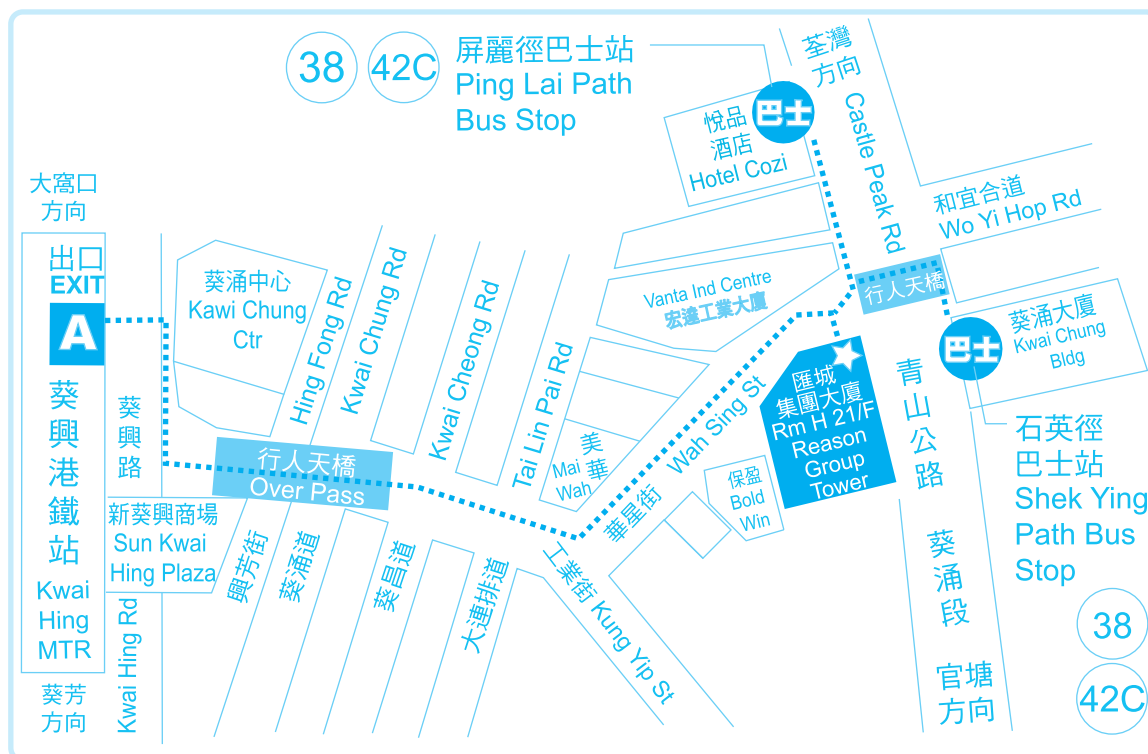 38
42C
屏麗徑巴士站
Ping Lai Path
Bus Stop
荃灣
方向
Castle Peak Rd
巴士
悅品
酒店
Hotel Cozi
和宜合道
Wo Yi Hop Rd
大窩口
方向
出口
EXIT
A
葵興港鐵站
Kwai
Hing
MTR
葵芳
方向
葵興路
Kwai Hing Rd
葵涌中心
Kawi Chung
Ctr
新葵興商場
Sun Kwai
Hing Plaza
Hing Fong Rd
Kwai Chung Rd
Kwai Cheong Rd
Tai Lin Pai Rd
行人天橋
Over Pass
興芳街
葵涌道
葵昌道
大連排道
工業街 Kung Yip St
美華
Mai
Wah
Vanta Ind Centre
宏達工業大廈
華星街
Wah Sing St
保盈
Bold
Win
匯城
集團大廈
Rm H 21/F
Reason
Group
Tower
行人天橋
巴士
葵涌大廈
Kwai Chung
Bldg
青山公路
葵涌段
官塘
方向
石英徑
巴士站
Shek Ying
Path Bus
Stop
38
42C